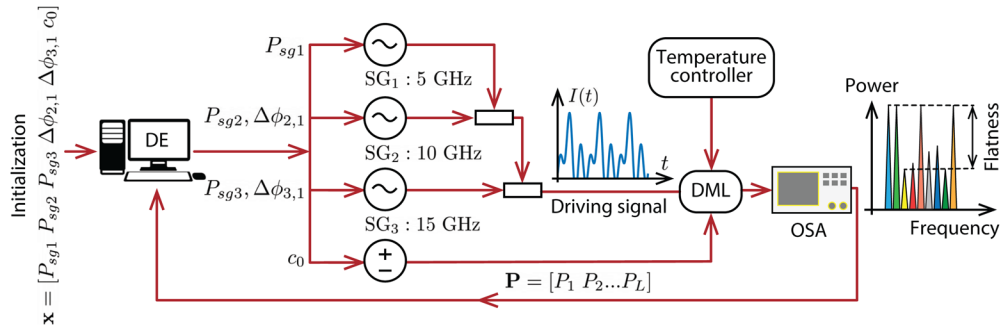 Initialization
x = [P_sg1 P_sg2 P_sg3 Δϕ_2,1 Δϕ_3,1 c_0]
DE
P_sg1
SG_1 : 5 GHz
P_sg2, Δϕ_2,1
SG_2 : 10 GHz
P_sg3, Δϕ_3,1
SG_3 : 15 GHz
c_0
I(t)
t
Driving signal
Temperature
controller
DML
OSA
Power
Flatness
Frequency
P = [P_1 P_2...P_L]